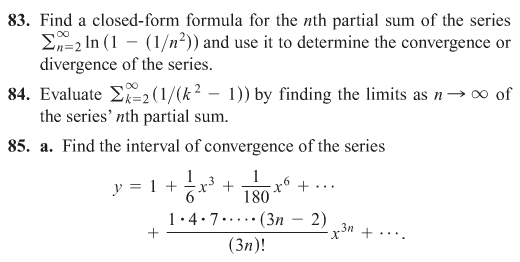 83. Find a closed-form formula for the nth partial sum of the series
∑_{n=2}^{∞} ln (1 − (1/n²)) and use it to determine the convergence or
divergence of the series.
84. Evaluate ∑_{k=2}^{∞} (1/(k² − 1)) by finding the limits as n → ∞ of
the series' nth partial sum.
85. a. Find the interval of convergence of the series
y = 1 + 1/6 x³ + 1/180 x⁶ + ···
+ 1·4·7·····(3n − 2)/(3n)! x³ⁿ + ···.